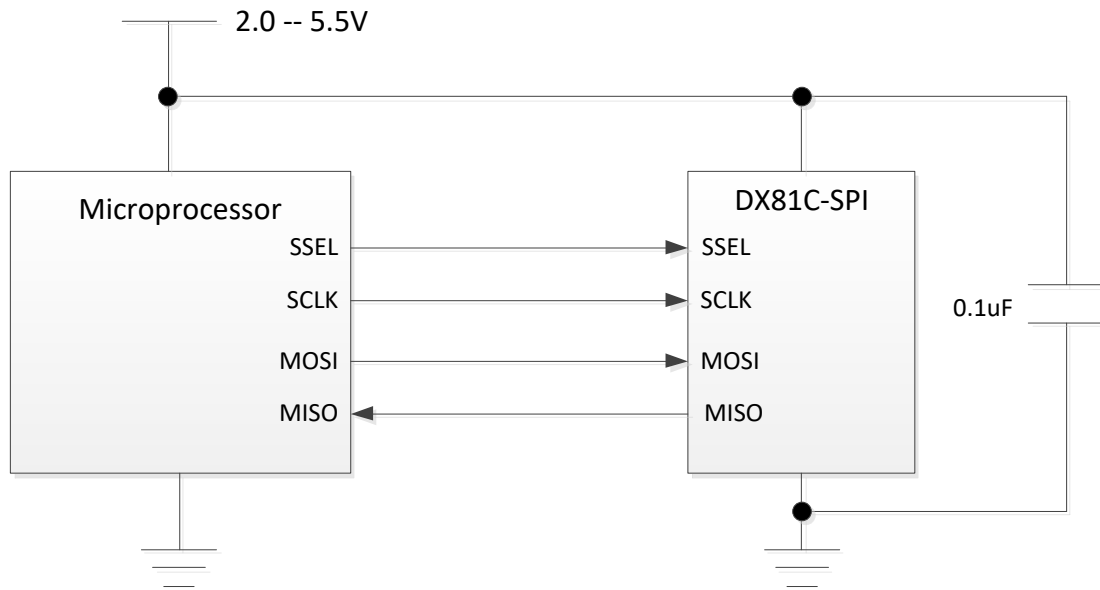 2.0 -- 5.5V
Microprocessor
SSEL
SCLK
MOSI
MISO
DX81C-SPI
SSEL
SCLK
MOSI
MISO
0.1uF